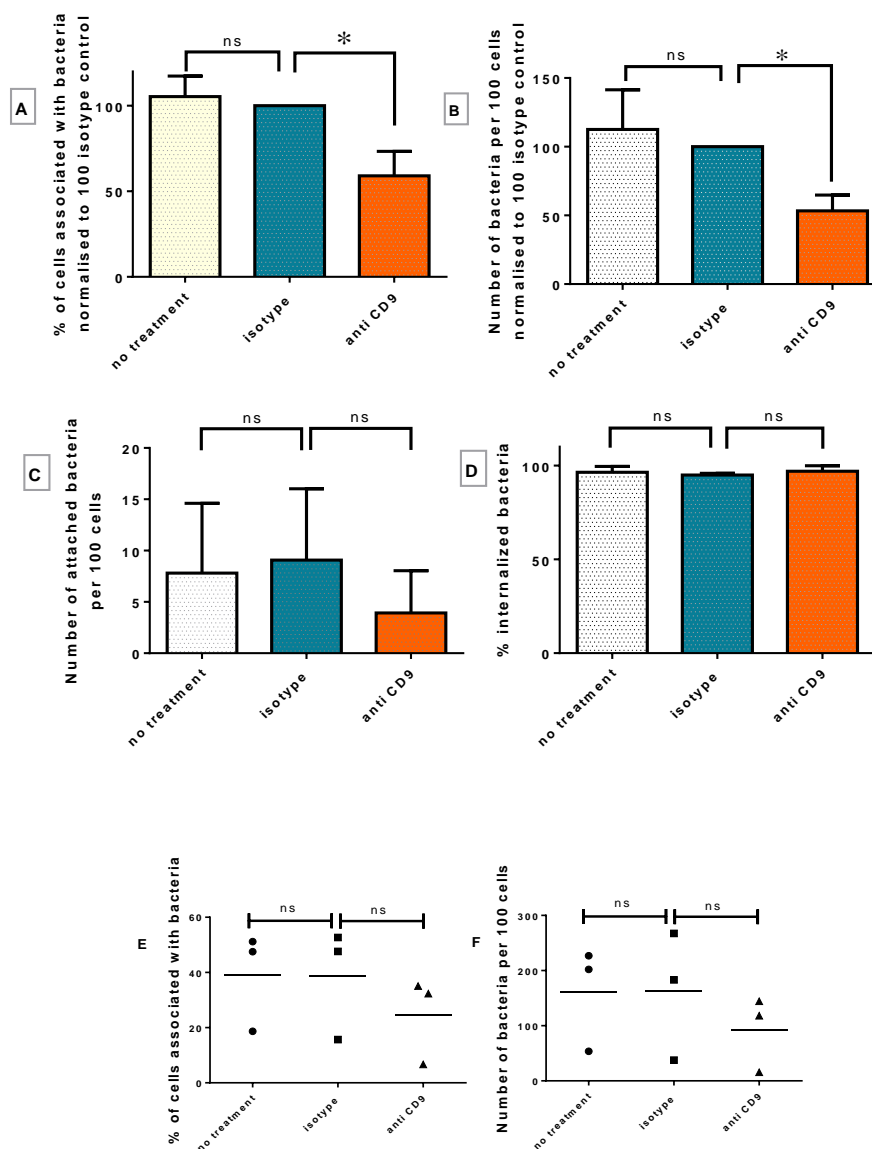 A
% of cells associated with bacteria
normalised to 100 isotype control
ns
*
100
50
0
no treatment
isotype
anti CD9
B
Number of bacteria per 100 cells
normalised to 100 isotype control
ns
*
150
100
50
0
no treatment
isotype
anti CD9
C
Number of attached bacteria
per 100 cells
ns
ns
20
15
10
5
0
no treatment
isotype
anti CD9
D
% internalized bacteria
ns
ns
100
50
0
no treatment
isotype
anti CD9
E
% of cells associated with bacteria
ns
ns
60
40
20
0
no treatment
isotype
anti CD9
F
Number of bacteria per 100 cells
ns
ns
300
200
100
0
no treatment
isotype
anti CD9